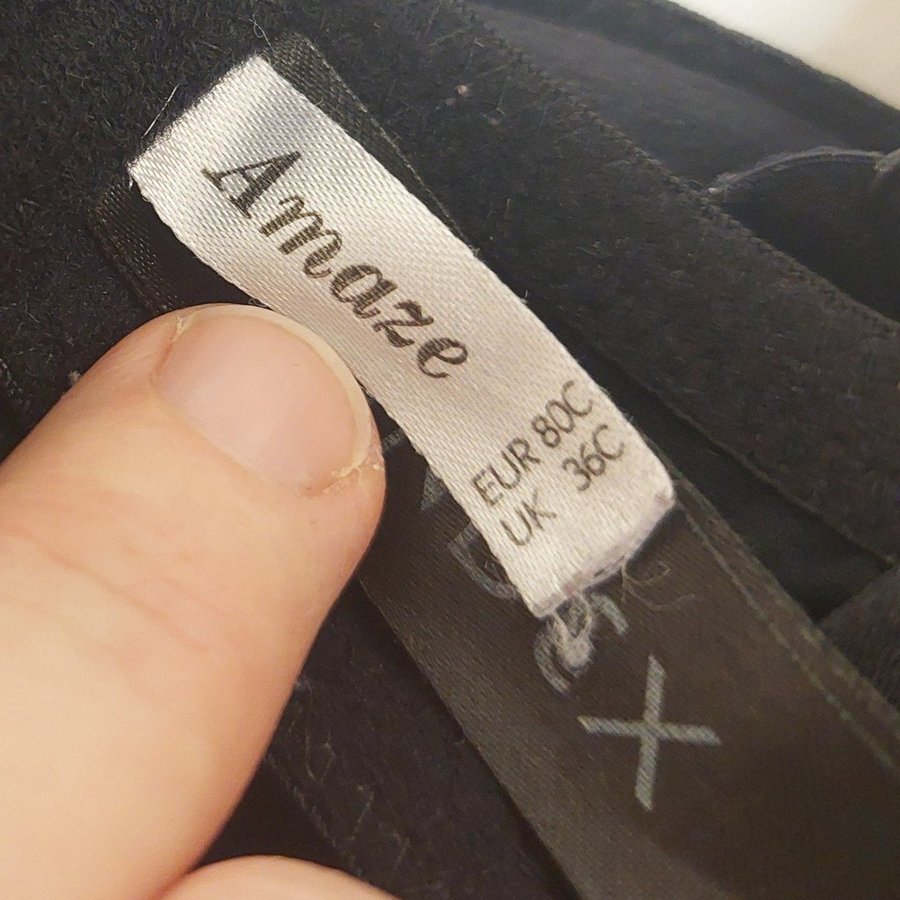 Amaze
EUR 80C
UK 36C
X